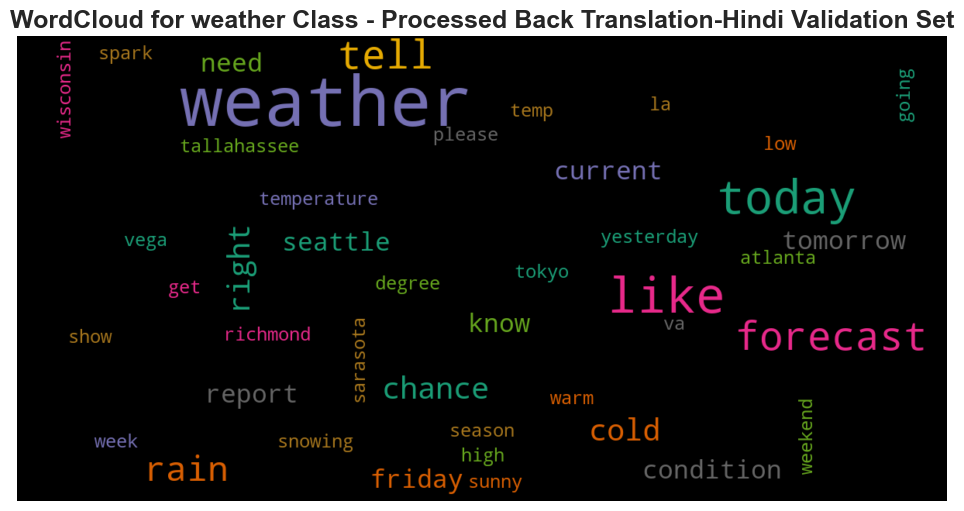 WordCloud for weather Class - Processed Back Translation-Hindi Validation Set
wisconsin
spark
need
tell
weather
temp
la
going
please
tallahassee
low
current
temperature
today
vega
right
seattle
yesterday
tomorrow
atlanta
tokyo
get
degree
like
know
va
forecast
show
richmond
sarasota
chance
report
warm
week
snowing
season
cold
weekend
high
rain
friday
sunny
condition